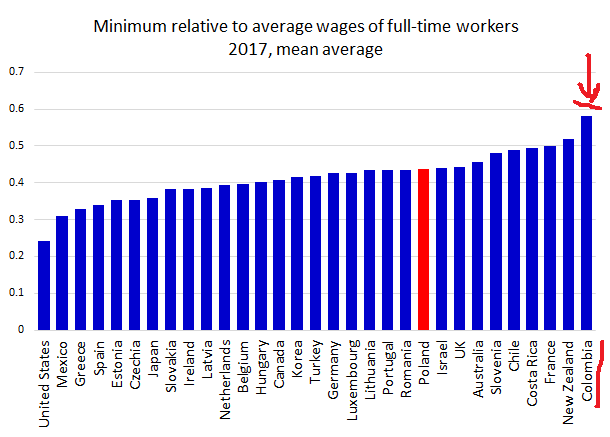 Minimum relative to average wages of full-time workers
2017, mean average
0.7
0.6
0.5
0.4
0.3
0.2
0.1
0
United States
Mexico
Greece
Spain
Estonia
Czechia
Japan
Slovakia
Ireland
Latvia
Netherlands
Belgium
Hungary
Canada
Korea
Turkey
Germany
Luxembourg
Lithuania
Portugal
Romania
Poland
Israel
UK
Australia
Slovenia
Chile
Costa Rica
France
New Zealand
Colombia